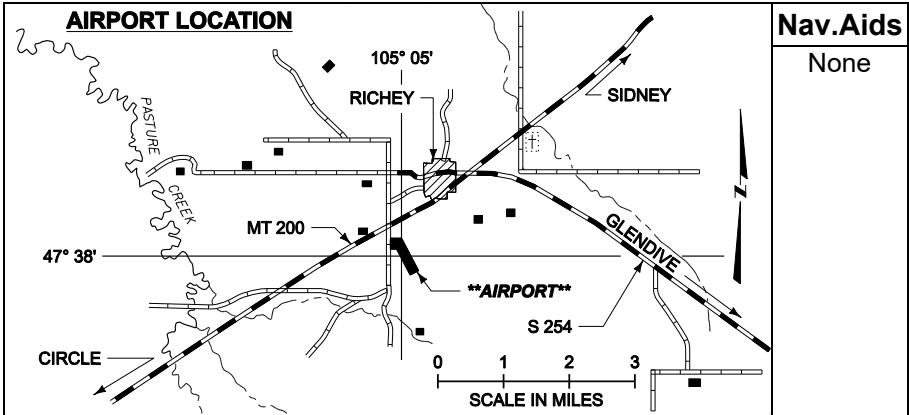 AIRPORT LOCATION
Nav.Aids
None
105° 05'
RICHEY
SIDNEY
PASTURE
CREEK
N
MT 200
GLENDIVE
47° 38'
**AIRPORT**
S 254
CIRCLE
0 1 2 3
SCALE IN MILES